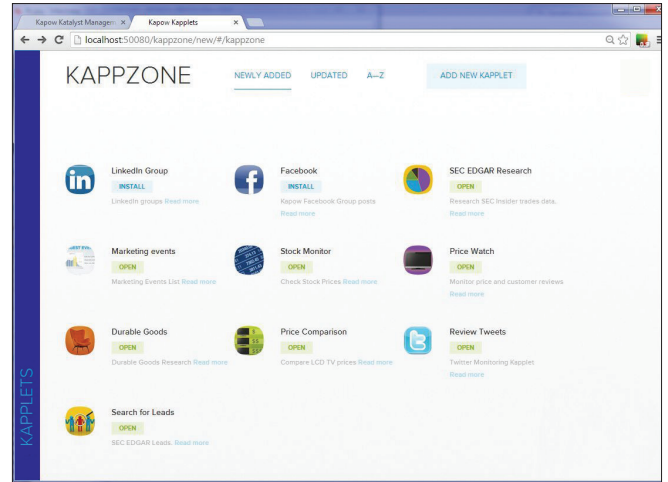 Kapow Katalyst Managem × Kapow Kapplets ×
localhost:50080/kappzone/new/#/kappzone
KAPPZONE NEWLY ADDED UPDATED A—Z ADD NEW KAPPLET
LinkedIn Group
INSTALL
LinkedIn groups Read more
Facebook
INSTALL
Kapow Facebook Group posts
Read more
SEC EDGAR Research
OPEN
Research SEC Insider trades data.
Read more
Marketing events
OPEN
Marketing Events List Read more
Stock Monitor
OPEN
Check Stock Prices Read more
Price Watch
OPEN
Monitor price and customer reviews
Read more
Durable Goods
OPEN
Durable Goods Research Read more
Price Comparison
OPEN
Compare LCD TV prices Read more
Review Tweets
OPEN
Twitter Monitoring Kapplet
Read more
Search for Leads
OPEN
SEC EDGAR Leads. Read more
KAPPLETS